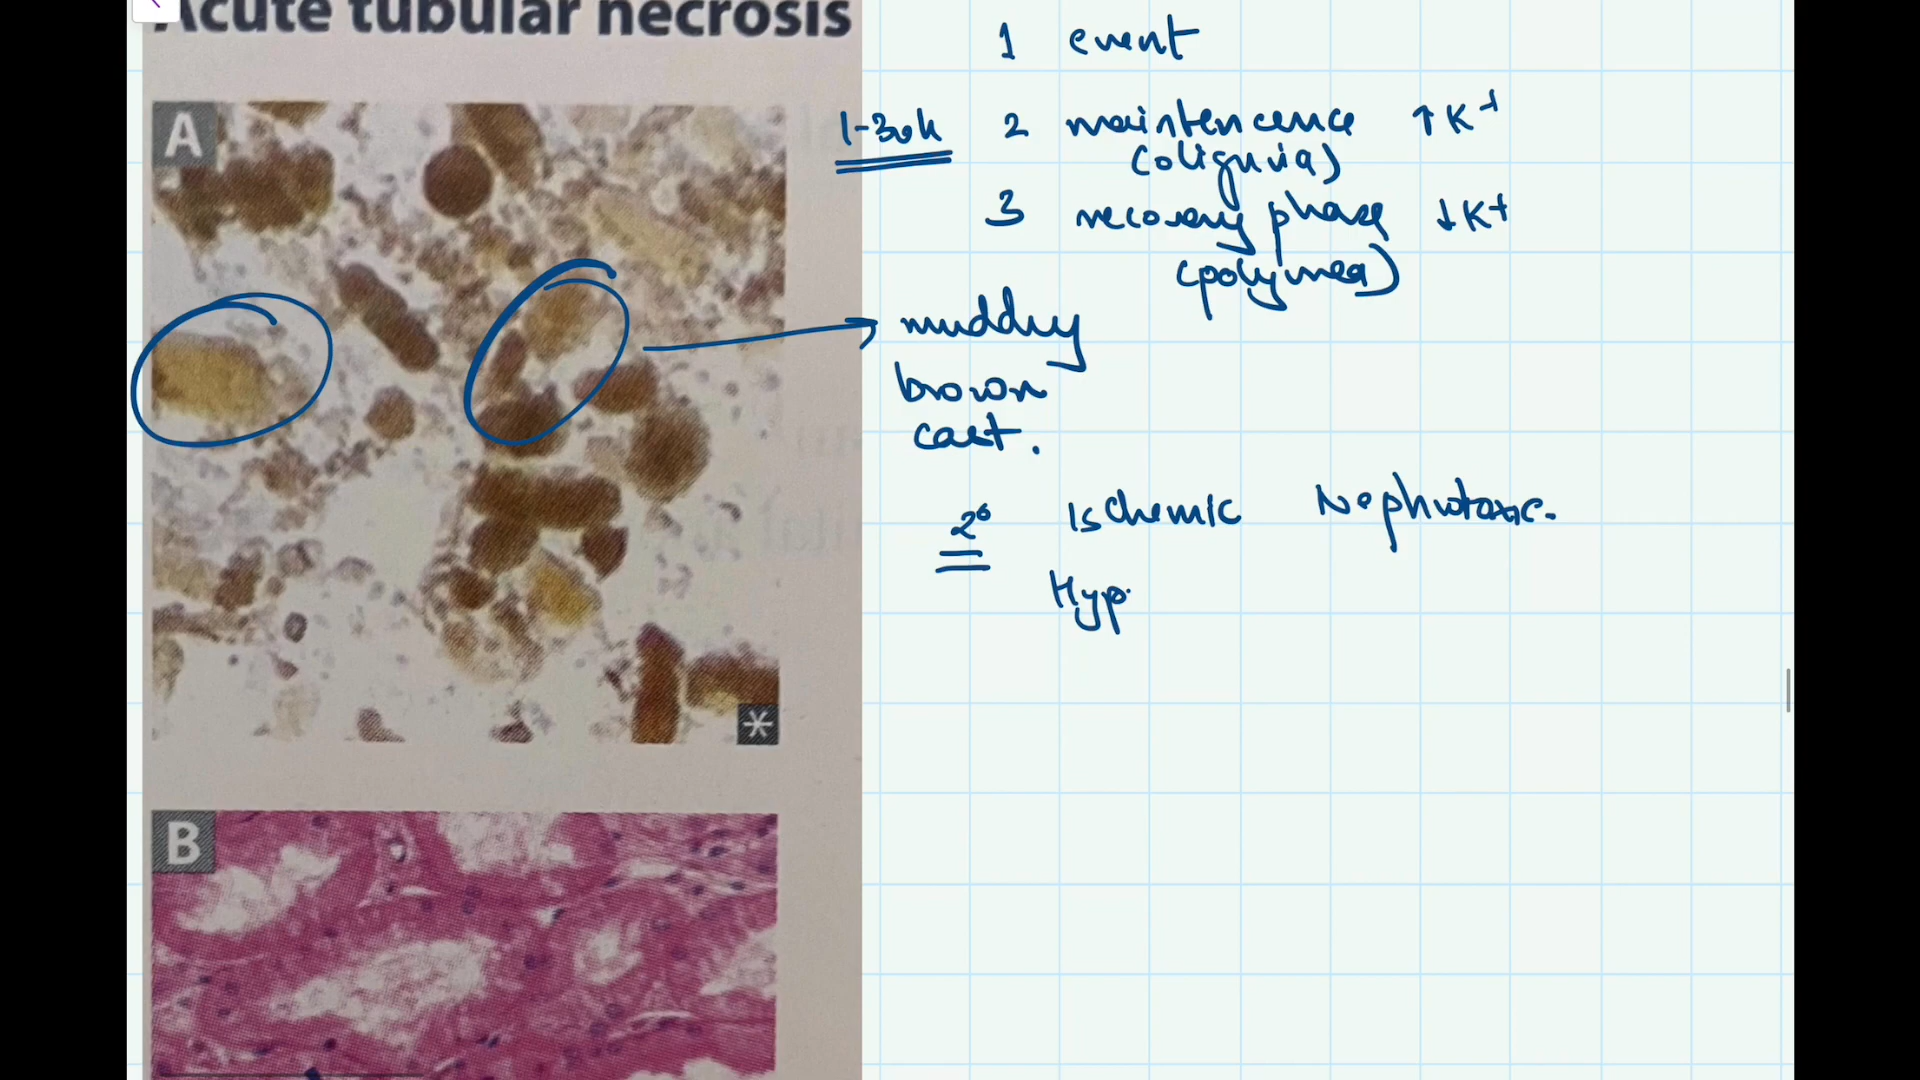 Acute tubular necrosis
A
*
B
1 event
1-3wk 2 maintencence ↑K+
(oliguria)
3 recovery phase ↓K+
(polyurea)
muddy
brown
cast.
2° Ischemic Nephrotoxic.
Hyp